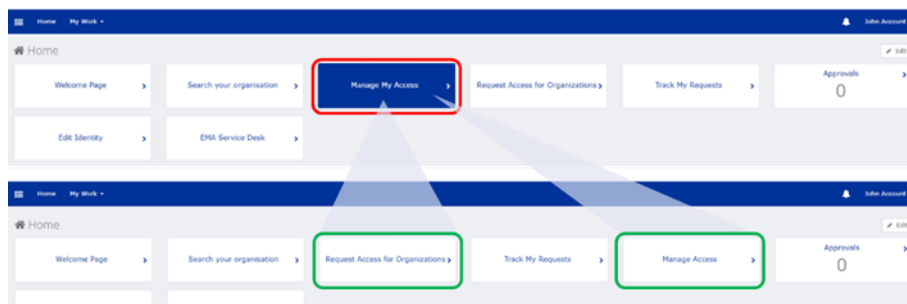 Home My Work John Account
Home Edit
Welcome Page Search your organisation Manage My Access Request Access for Organizations Track My Requests Approvals
0
Edit Identity EMA Service Desk
Home My Work John Account
Home Edit
Welcome Page Search your organisation Request Access for Organizations Track My Requests Manage Access Approvals
0